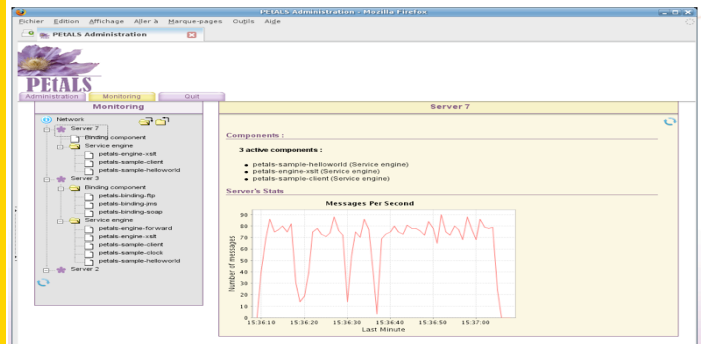 PEtALS Administration - Mozilla Firefox
Fichier Edition Affichage Aller à Marque-pages Outils Aide
PEtALS Administration
PEtALS
Administration Monitoring Quit
Monitoring
Network
Server 7
Binding component
Service engine
petals-engine-xslt
petals-sample-client
petals-sample-helloworld
Server 3
Binding component
petals-binding-ftp
petals-binding-jms
petals-binding-soap
Service engine
petals-engine-forward
petals-engine-xslt
petals-sample-client
petals-sample-clock
petals-sample-helloworld
Server 2
Server 7
Components :
3 active components :
petals-sample-helloworld (Service engine)
petals-engine-xslt (Service engine)
petals-sample-client (Service engine)
Server's Stats
Messages Per Second
Number of messages
90
80
70
60
50
40
30
20
10
0
15:36:10 15:36:20 15:36:30 15:36:40 15:36:50 15:37:00
Last Minute